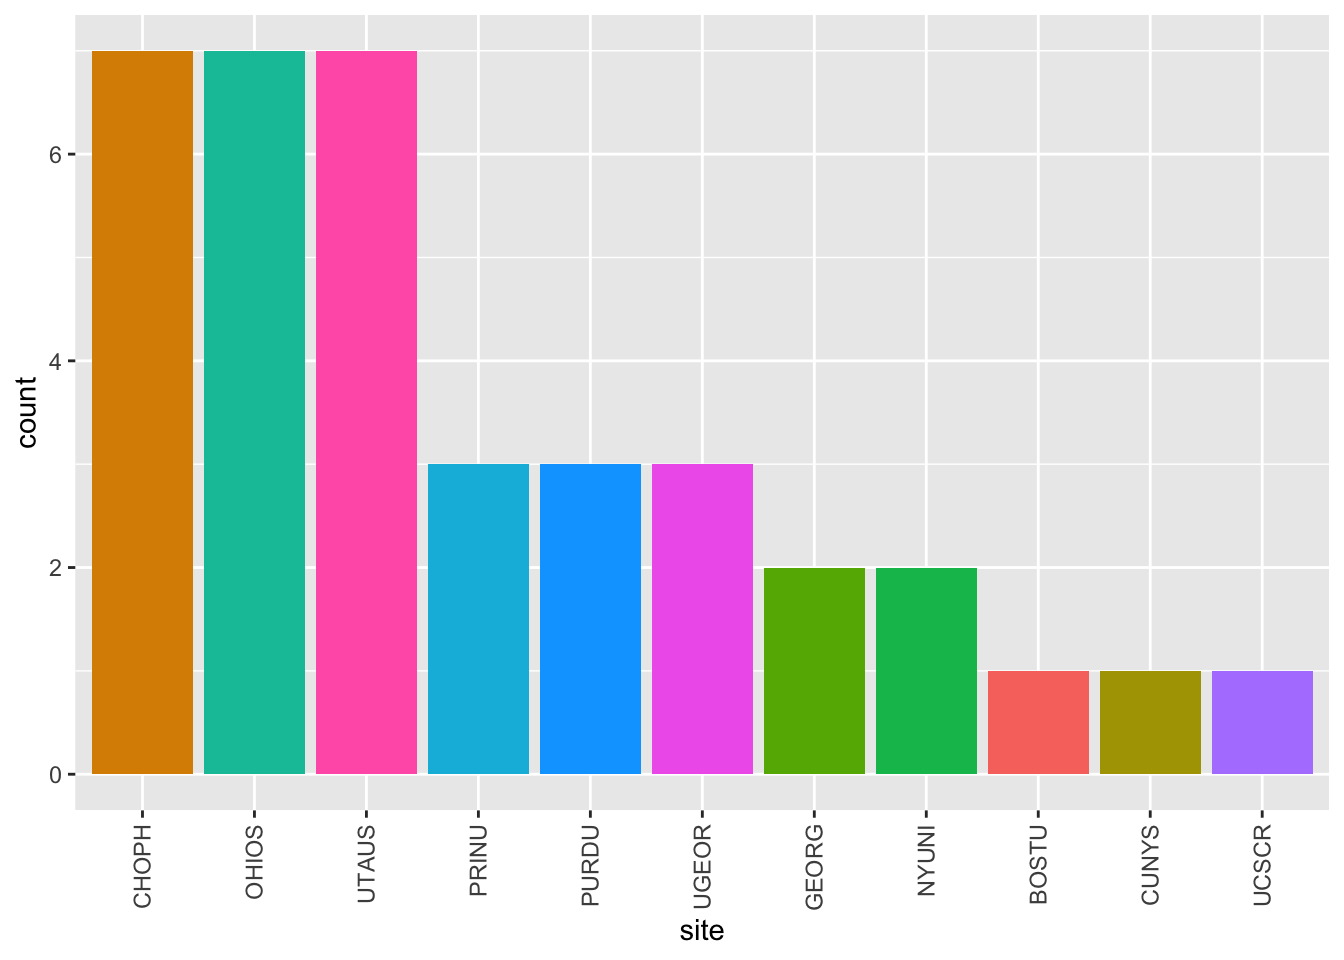 count
6
4
2
0
CHOPH
OHIOS
UTAUS
PRINU
PURDU
UGEOR
GEORG
NYUNI
BOSTU
CUNYS
UCSCR
site